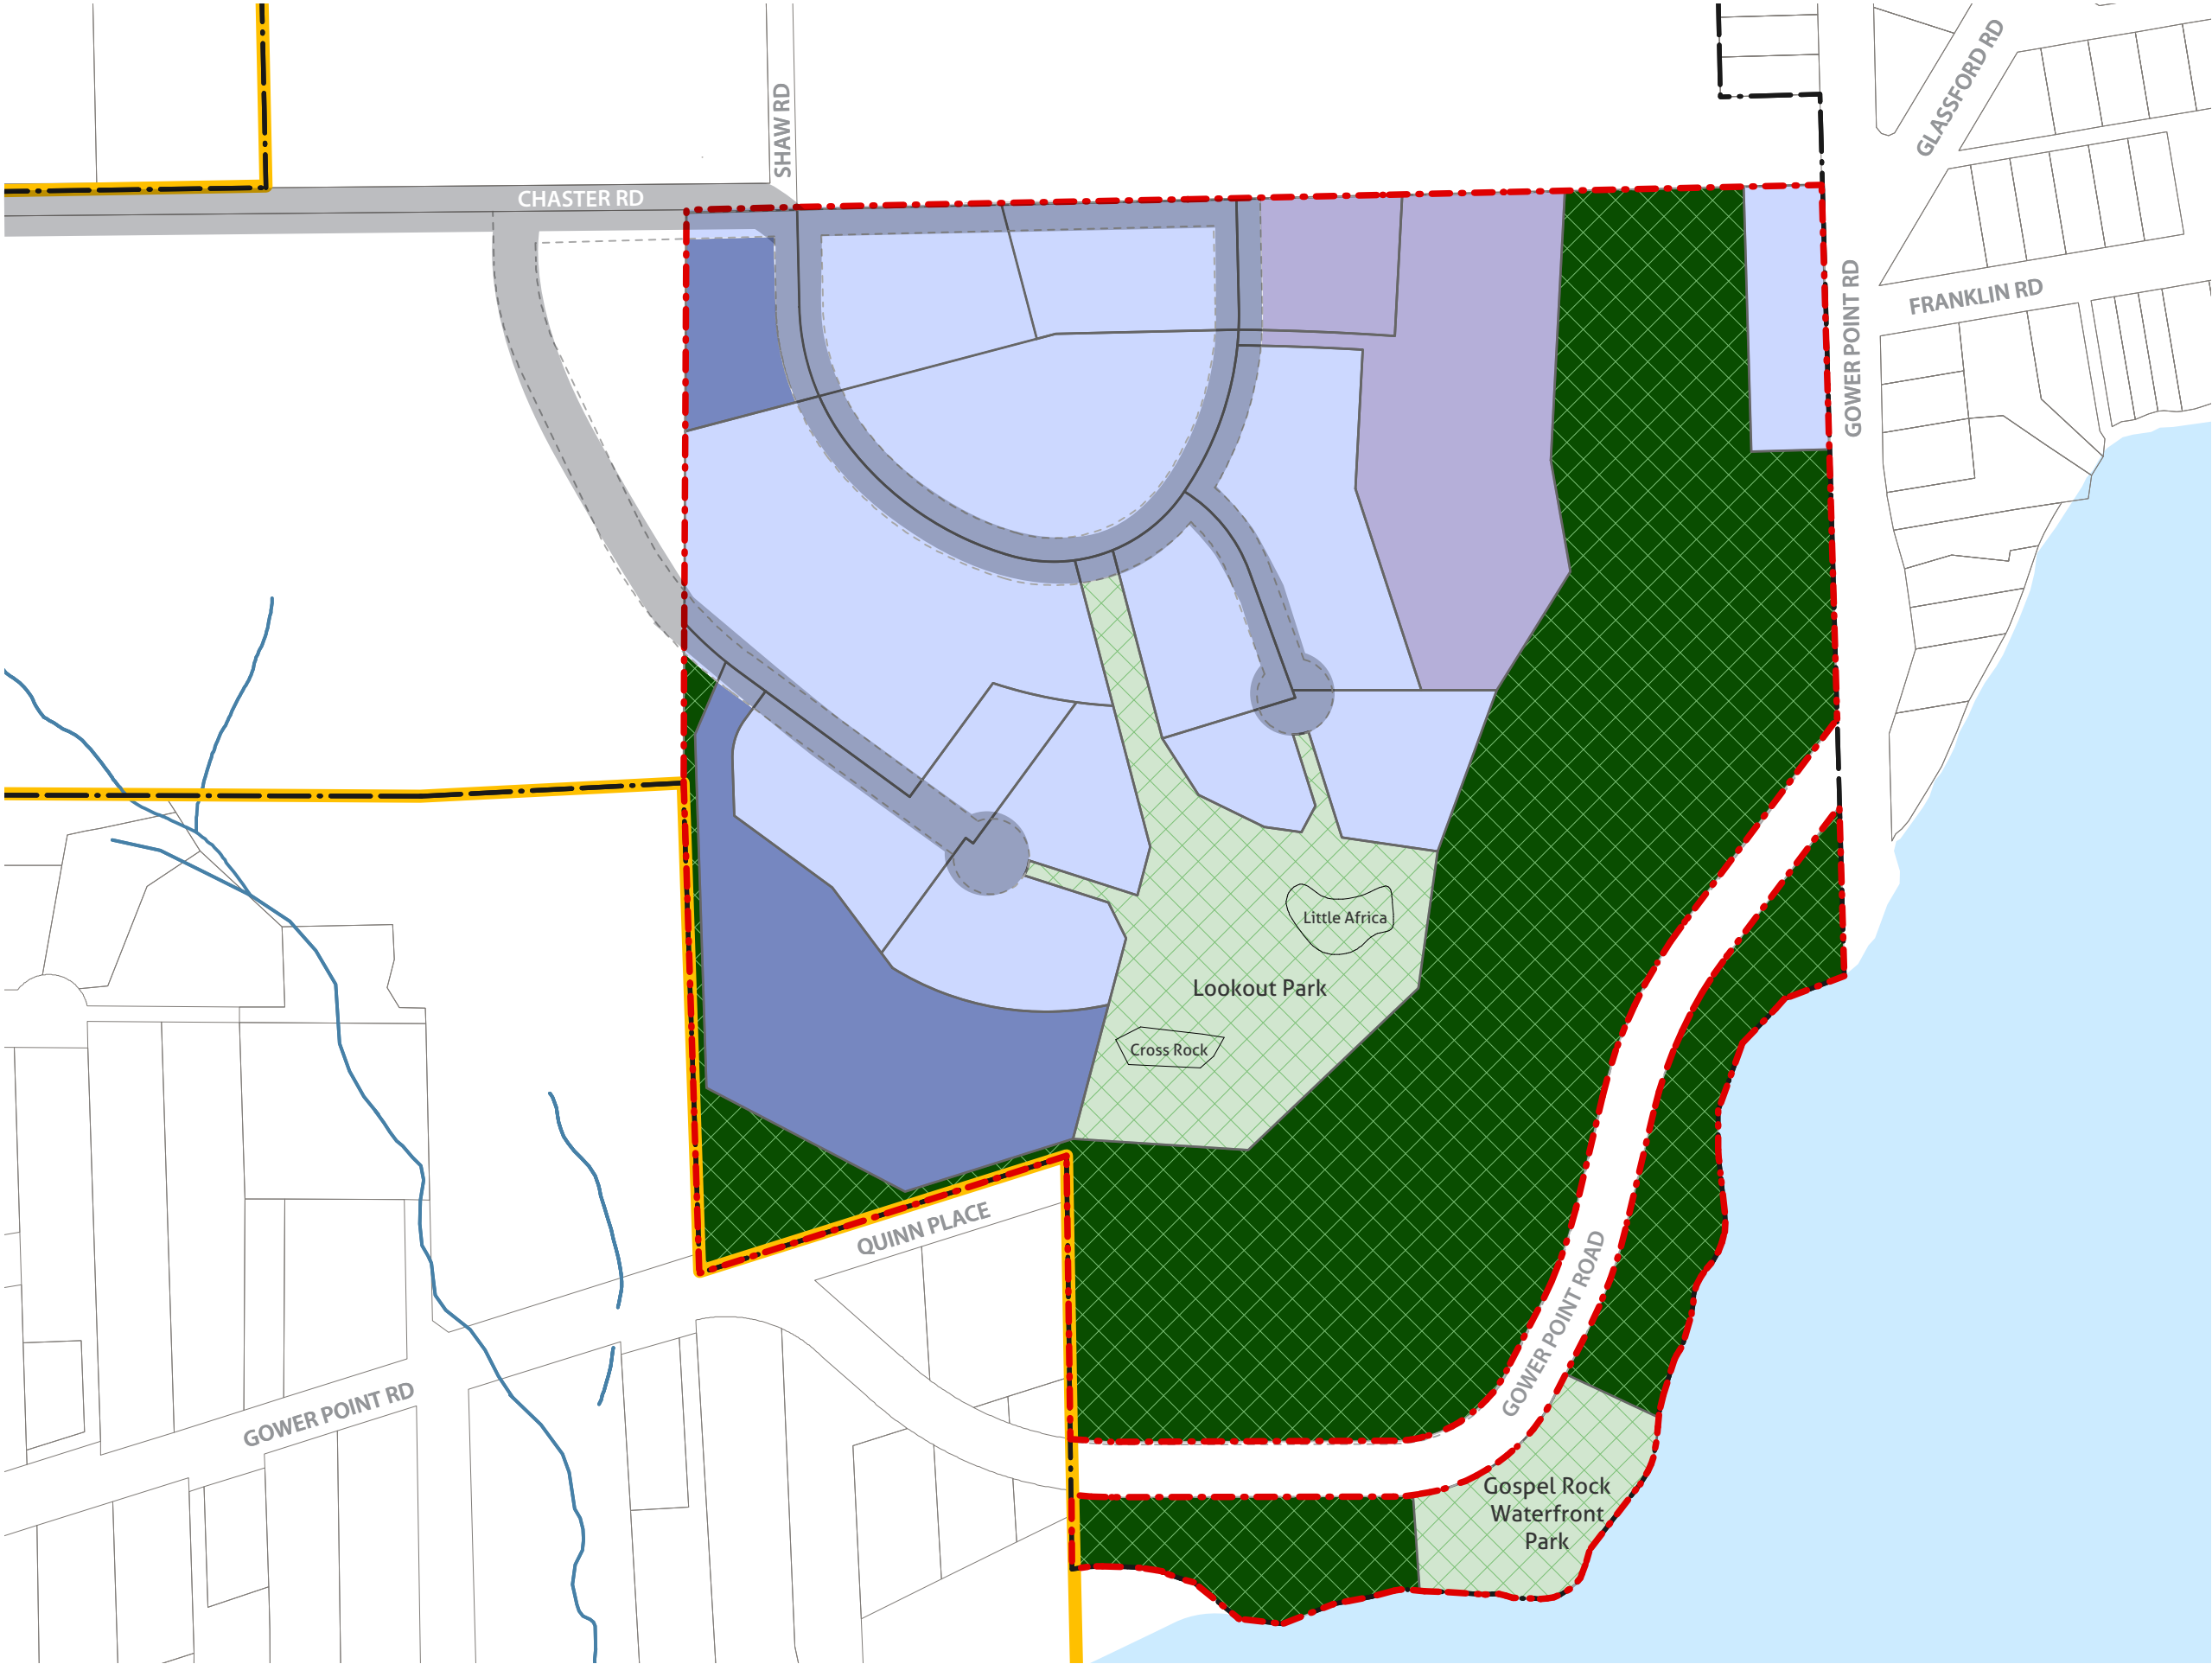 GLASSFORD RD
SHAW RD
CHASTER RD
FRANKLIN RD
GOWER POINT RD
Little Africa
Lookout Park
Cross Rock
QUINN PLACE
GOWER POINT ROAD
GOWER POINT RD
Gospel Rock
Waterfront
Park